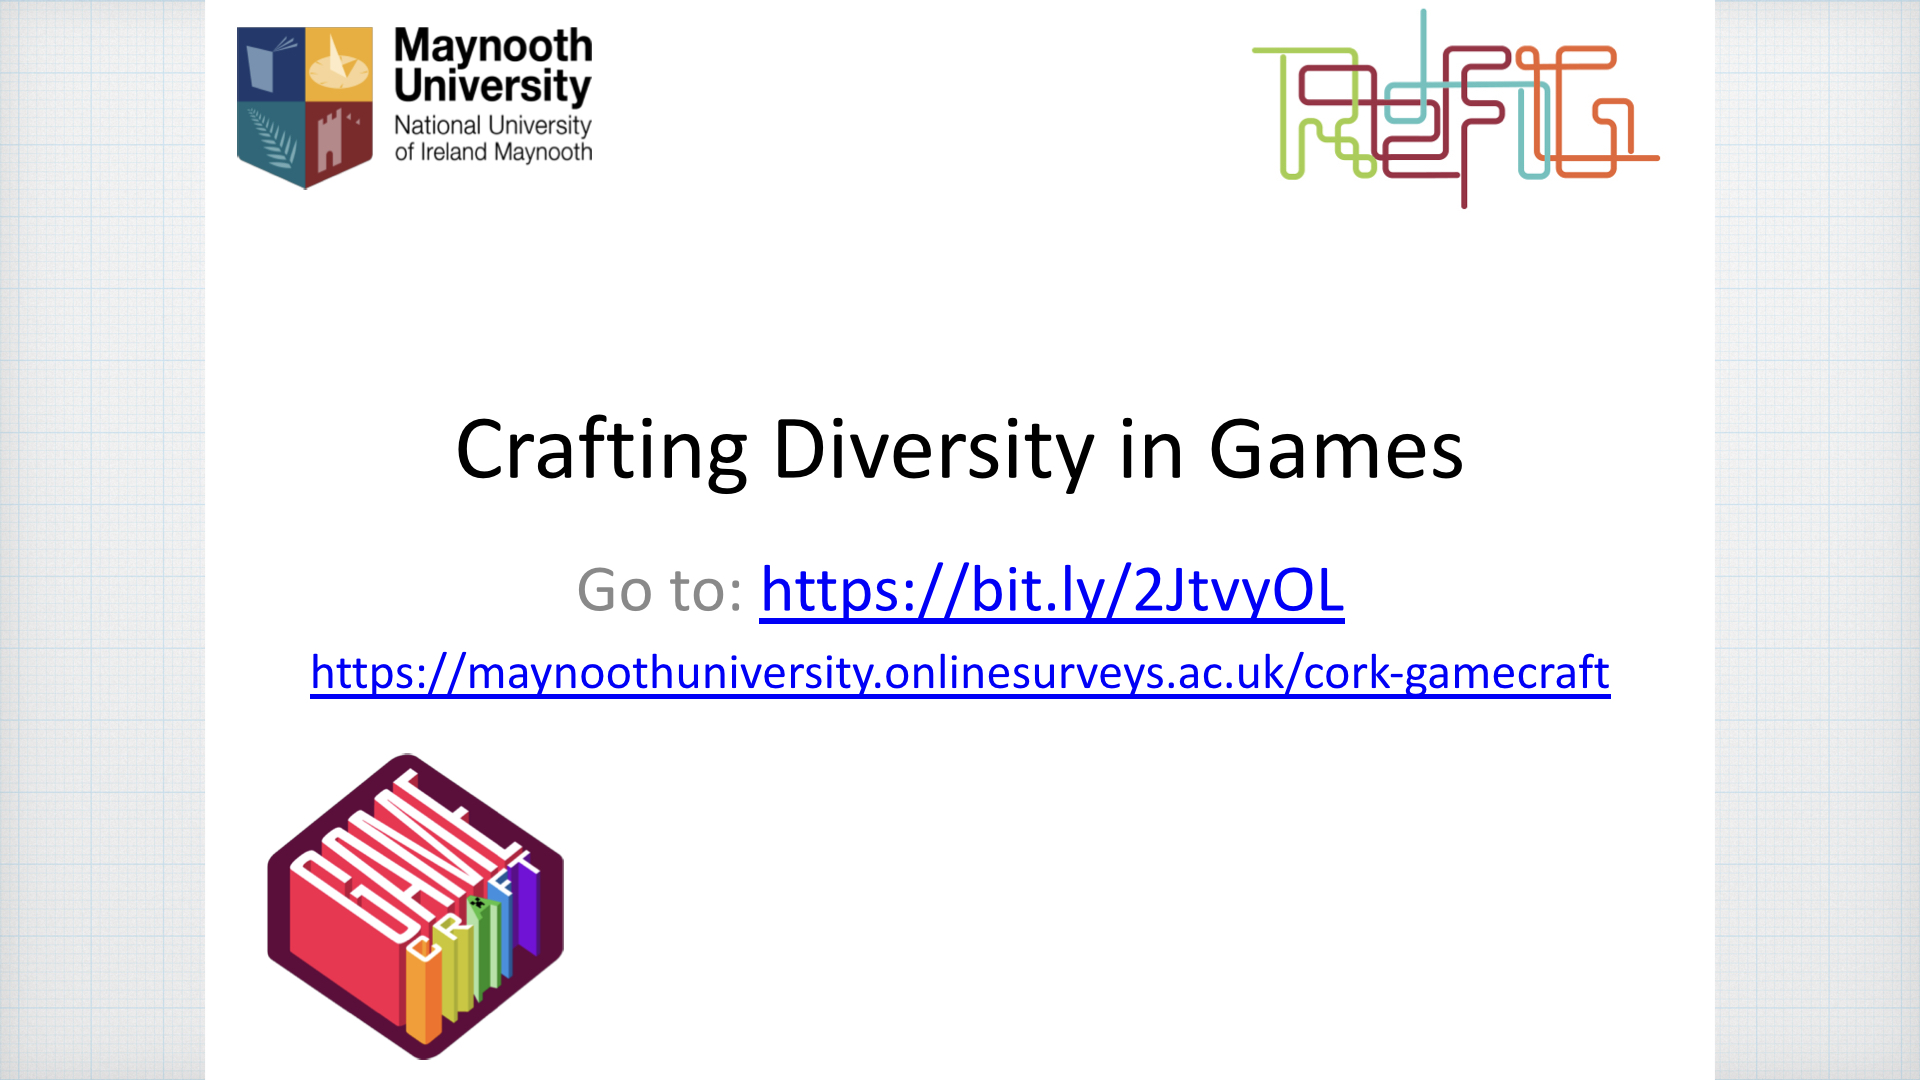 Maynooth
University
National University
of Ireland Maynooth
ReFiG
Crafting Diversity in Games
Go to: https://bit.ly/2JtvyOL
https://maynoothuniversity.onlinesurveys.ac.uk/cork-gamecraft
GAME
CRAFT